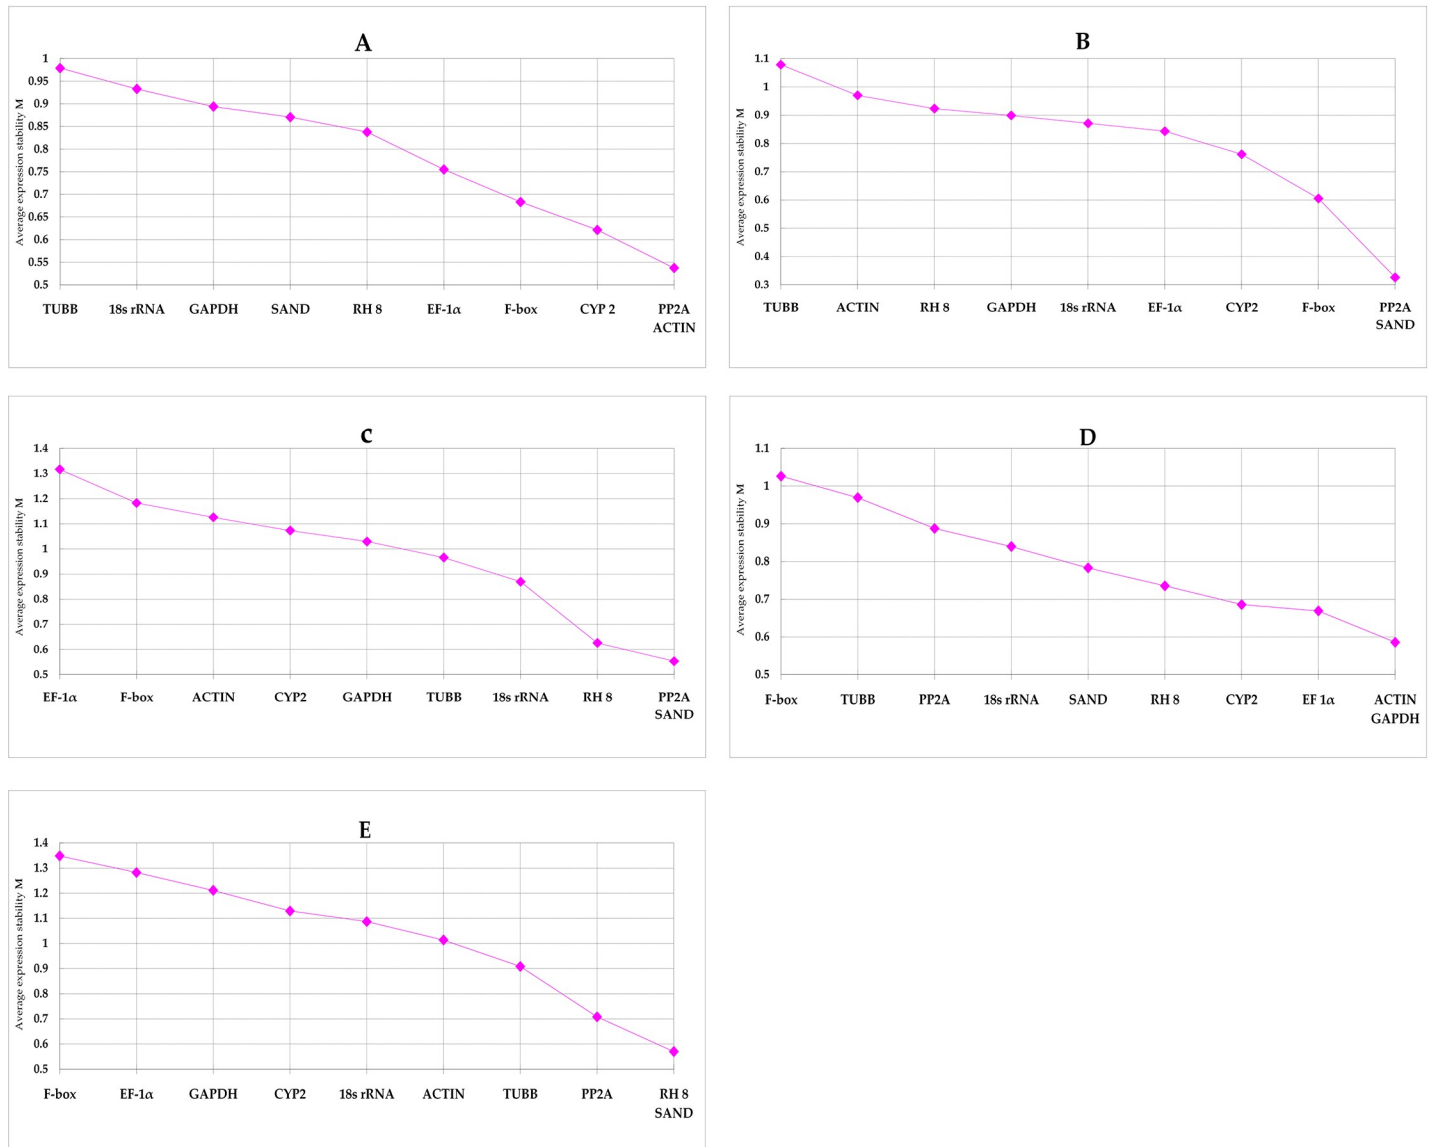 A
Average expression stability M
1
0.95
0.9
0.85
0.8
0.75
0.7
0.65
0.6
0.55
0.5
TUBB 18s rRNA GAPDH SAND RH 8 EF-1α F-box CYP 2 PP2A
ACTIN
B
Average expression stability M
1.1
1
0.9
0.8
0.7
0.6
0.5
0.4
0.3
TUBB ACTIN RH 8 GAPDH 18s rRNA EF-1α CYP2 F-box PP2A
SAND
C
Average expression stability M
1.4
1.3
1.2
1.1
1
0.9
0.8
0.7
0.6
0.5
EF-1α F-box ACTIN CYP2 GAPDH TUBB 18s rRNA RH 8 PP2A
SAND
D
Average expression stability M
1.1
1
0.9
0.8
0.7
0.6
0.5
F-box TUBB PP2A 18s rRNA SAND RH 8 CYP2 EF 1α ACTIN
GAPDH
E
Average expression stability M
1.4
1.3
1.2
1.1
1
0.9
0.8
0.7
0.6
0.5
F-box EF-1α GAPDH CYP2 18s rRNA ACTIN TUBB PP2A RH 8
SAND